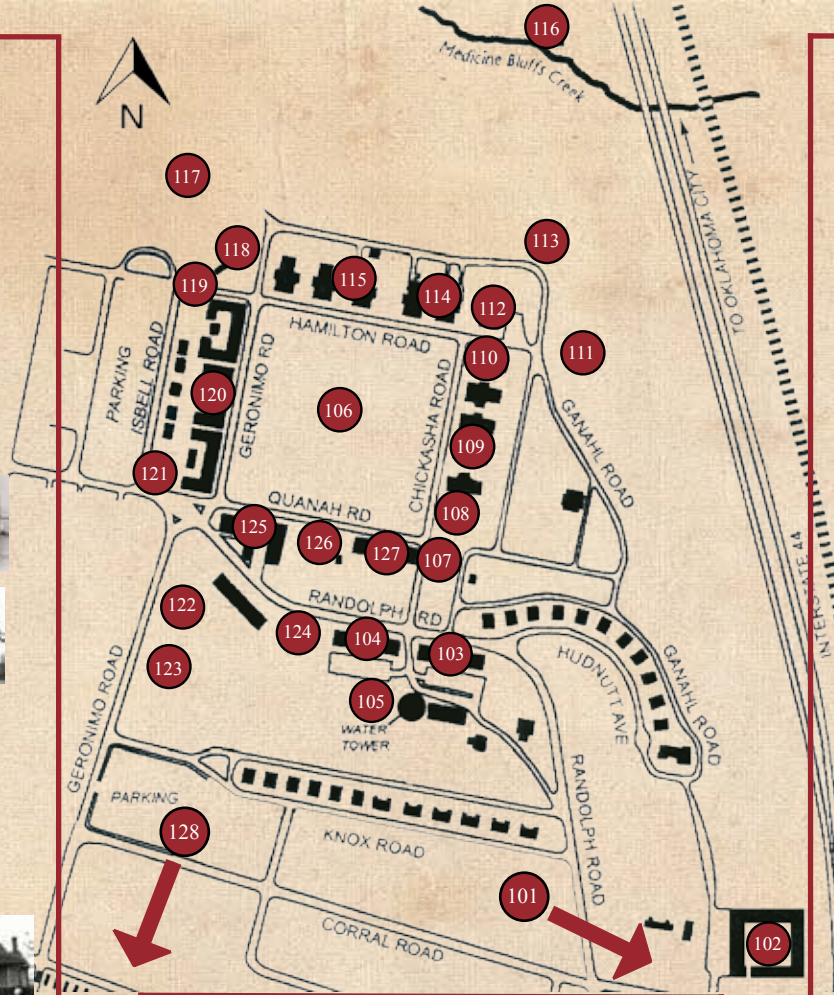 116
Medicine Bluffs Creek
N
117
TO OKLAHOMA CITY
118
113
119
115
114
112
HAMILTON ROAD
110
111
PARKING
ISBELL ROAD
120
GERONIMO RD
106
CHICKASHA ROAD
109
GANAHL ROAD
121
QUANAH RD
108
125
126
127
107
INTERSTATE 44
122
RANDOLPH RD
124
104
103
123
HUDNUTT AVE
GANAHL ROAD
105
WATER
TOWER
GERONIMO ROAD
PARKING
128
KNOX ROAD
RANDOLPH ROAD
101
CORRAL ROAD
102